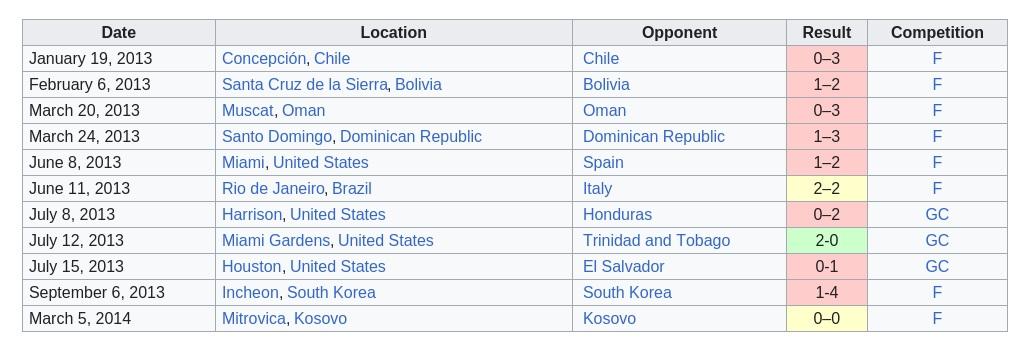 Date Location Opponent Result Competition
January 19, 2013 Concepción, Chile Chile 0–3 F
February 6, 2013 Santa Cruz de la Sierra, Bolivia Bolivia 1–2 F
March 20, 2013 Muscat, Oman Oman 0–3 F
March 24, 2013 Santo Domingo, Dominican Republic Dominican Republic 1–3 F
June 8, 2013 Miami, United States Spain 1–2 F
June 11, 2013 Rio de Janeiro, Brazil Italy 2–2 F
July 8, 2013 Harrison, United States Honduras 0–2 GC
July 12, 2013 Miami Gardens, United States Trinidad and Tobago 2-0 GC
July 15, 2013 Houston, United States El Salvador 0-1 GC
September 6, 2013 Incheon, South Korea South Korea 1-4 F
March 5, 2014 Mitrovica, Kosovo Kosovo 0–0 F